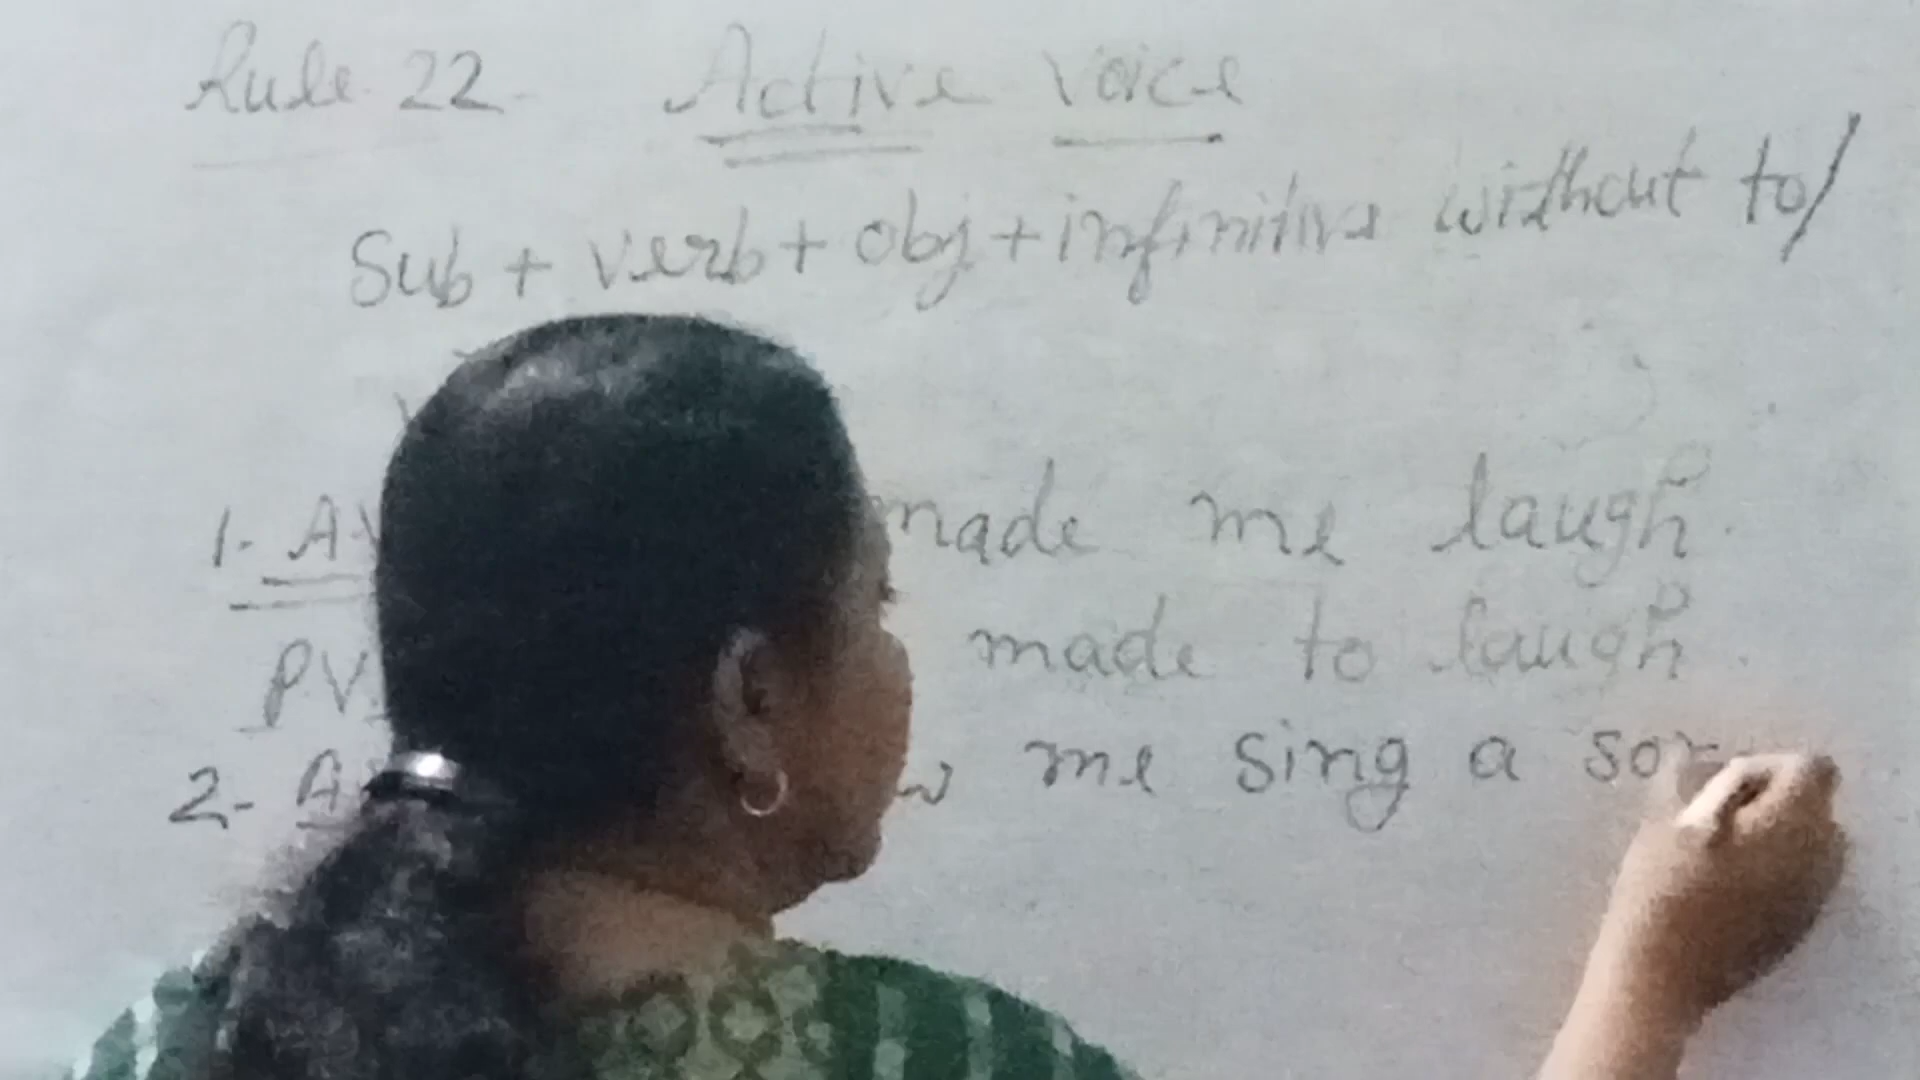 Rule 22. Active Voice
Sub + verb + obj + infinitive without to/
1- A.V made me laugh.
P.V. made to laugh.
2- A me sing a son